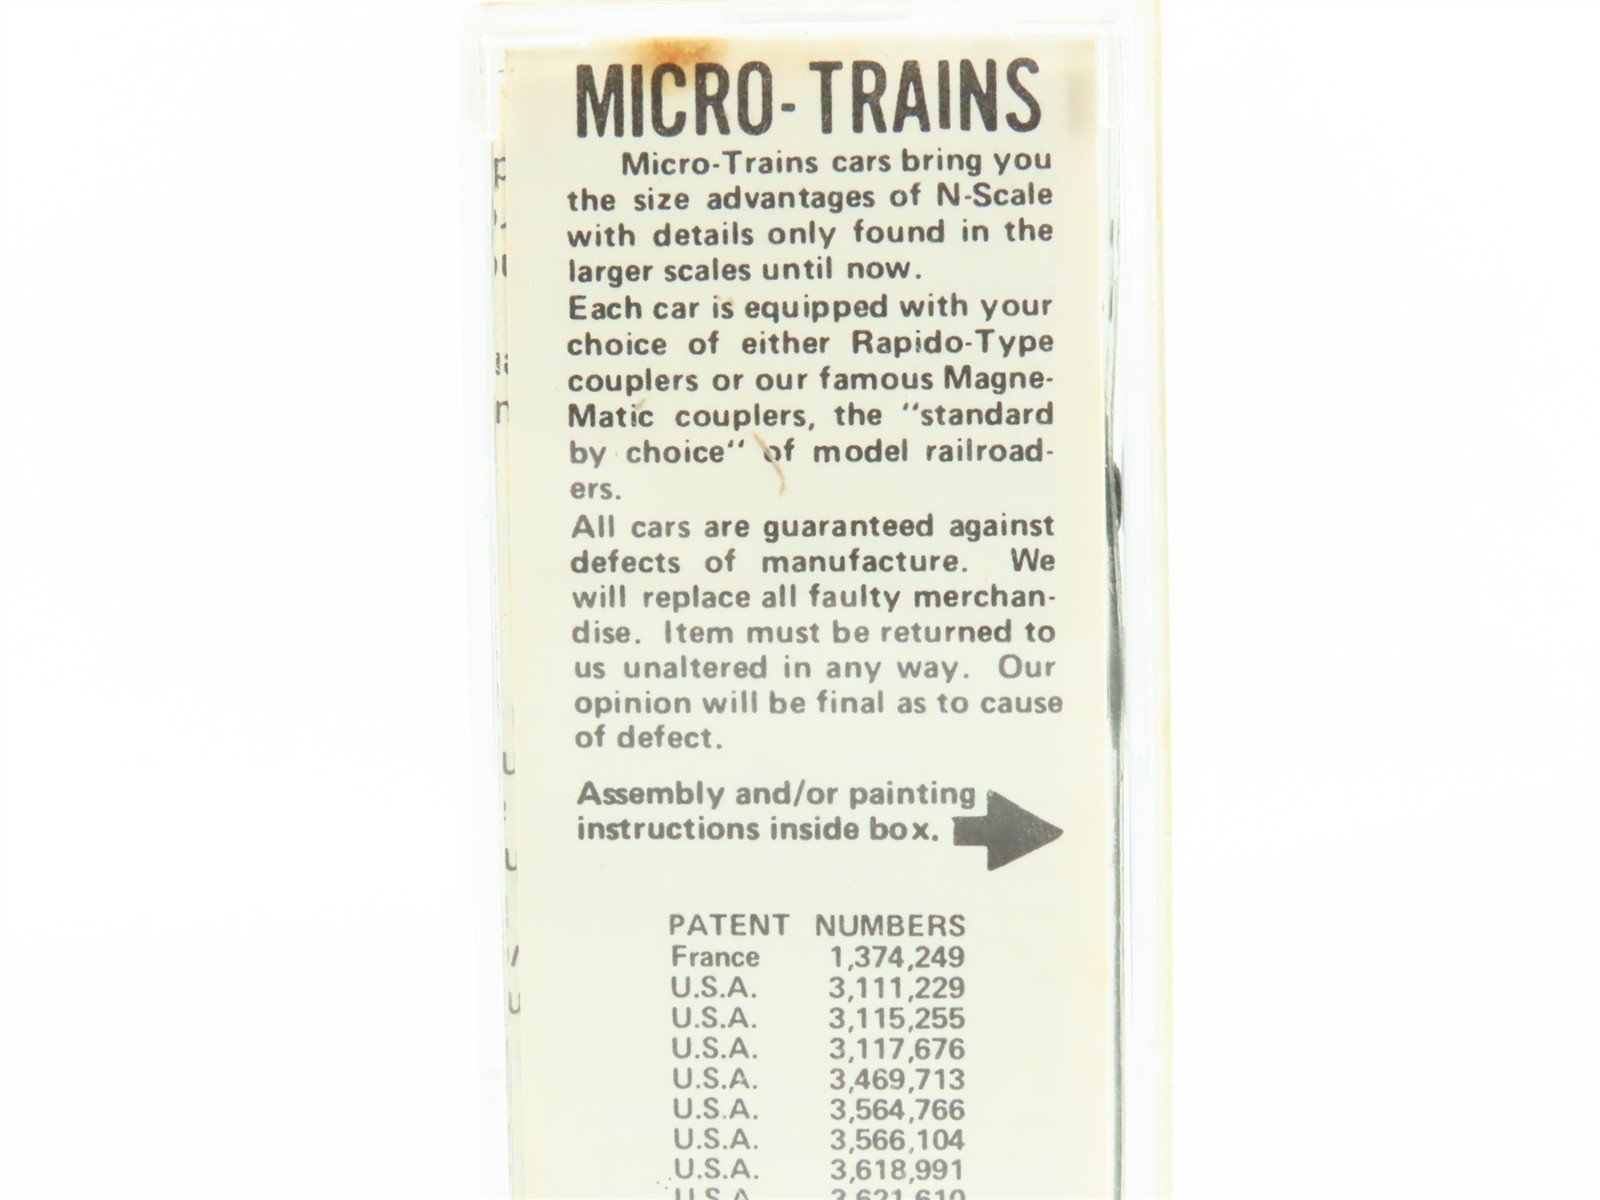 MICRO-TRAINS
Micro-Trains cars bring you
the size advantages of N-Scale
with details only found in the
larger scales until now.
Each car is equipped with your
choice of either Rapido-Type
couplers or our famous Magne-
Matic couplers, the "standard
by choice" of model railroad-
ers.
All cars are guaranteed against
defects of manufacture. We
will replace all faulty merchan-
dise. Item must be returned to
us unaltered in any way. Our
opinion will be final as to cause
of defect.
Assembly and/or painting
instructions inside box.
PATENT NUMBERS
France 1,374,249
U.S.A. 3,111,229
U.S.A. 3,115,255
U.S.A. 3,117,676
U.S.A. 3,469,713
U.S.A. 3,564,766
U.S.A. 3,566,104
U.S.A. 3,618,991
U.S.A. 3,621,610